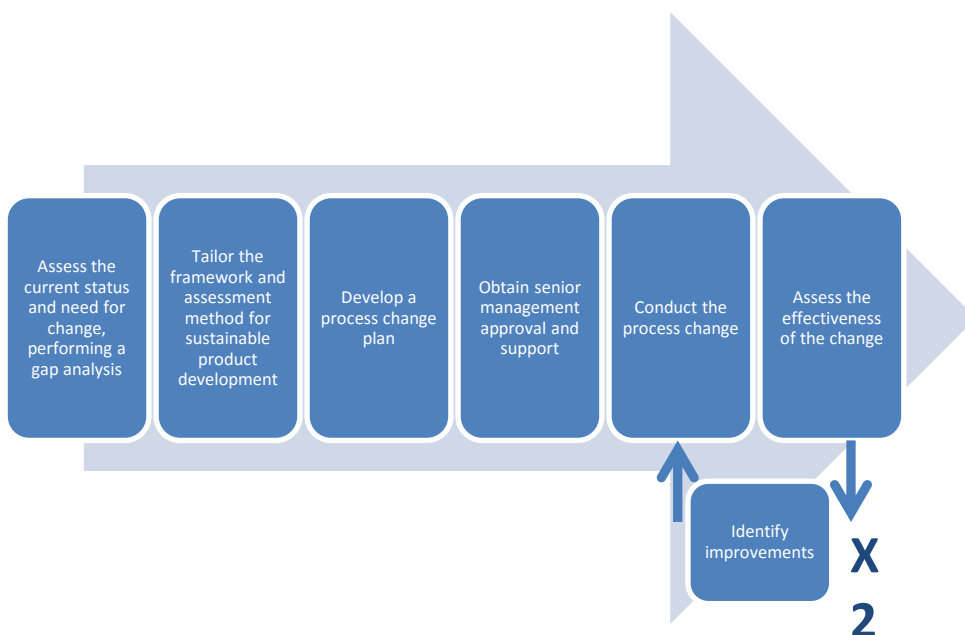 Assess the
current status
and need for
change,
performing a
gap analysis
Tailor the
framework and
assessment
method for
sustainable
product
development
Develop a
process change
plan
Obtain senior
management
approval and
support
Conduct the
process change
Assess the
effectiveness
of the change
Identify
improvements
X
2